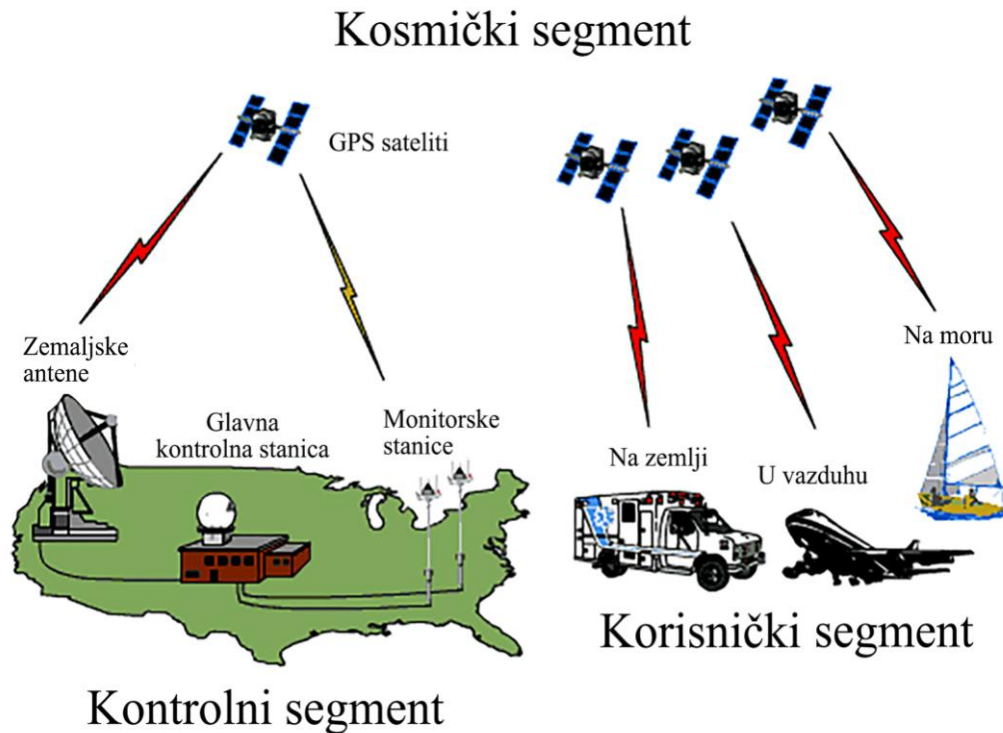 Kosmički segment
GPS sateliti
Zemaljske
antene
Glavna
kontrolna stanica
Monitorske
stanice
Na zemlji
U vazduhu
Na moru
Kontrolni segment
Korisnički segment